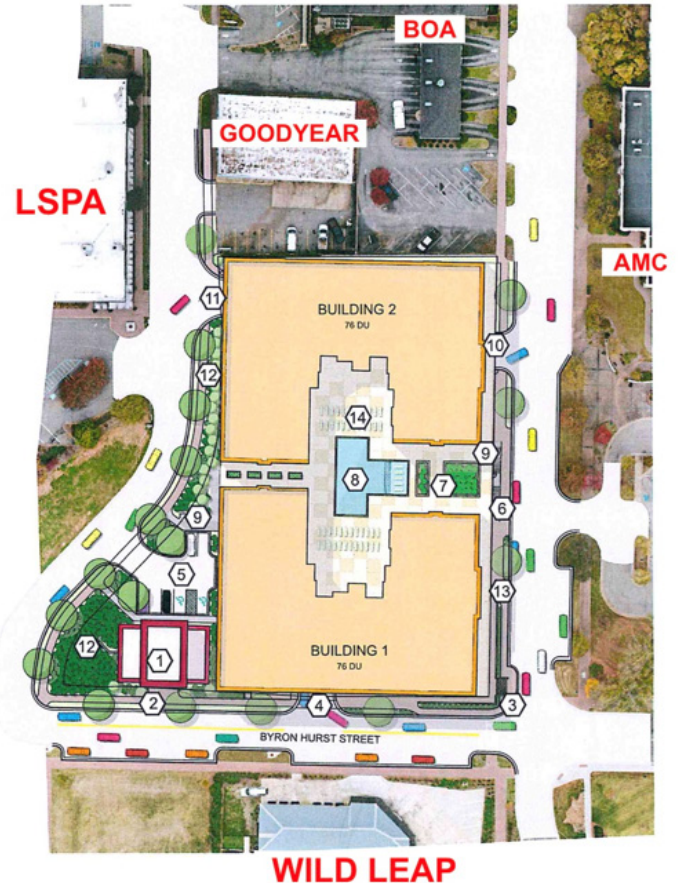 BOA
GOODYEAR
LSPA
AMC
11
BUILDING 2
76 DU
10
12
14
9
8
7
9
6
5
13
12
1
BUILDING 1
76 DU
2
4
3
BYRON HURST STREET
WILD LEAP